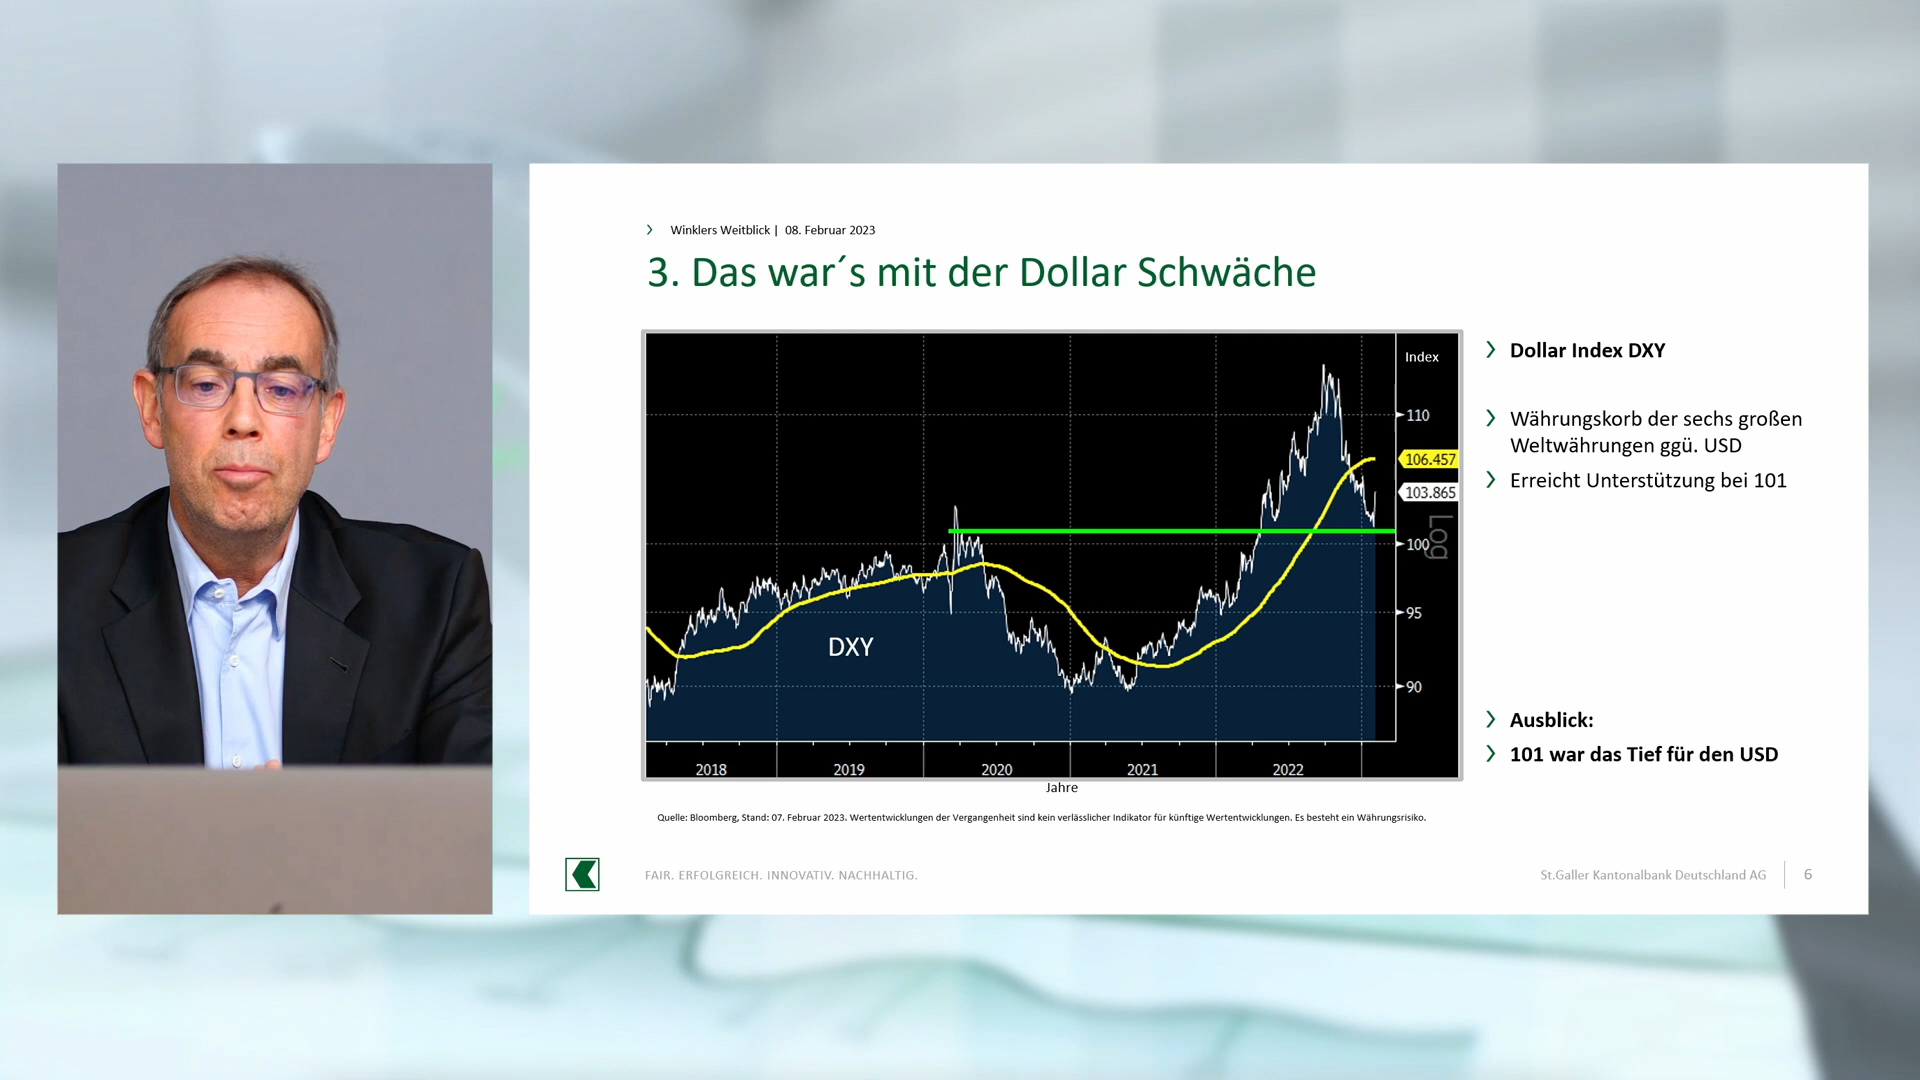 Winklers Weitblick | 08. Februar 2023
3. Das war´s mit der Dollar Schwäche
Index
110
106.457
103.865
Log
100
95
90
DXY
2018 2019 2020 2021 2022
Jahre
Dollar Index DXY
Währungskorb der sechs großen
Weltwährungen ggü. USD
Erreicht Unterstützung bei 101
Ausblick:
101 war das Tief für den USD
Quelle: Bloomberg, Stand: 07. Februar 2023. Wertentwicklungen der Vergangenheit sind kein verlässlicher Indikator für künftige Wertentwicklungen. Es besteht ein Währungsrisiko.
FAIR. ERFOLGREICH. INNOVATIV. NACHHALTIG.
St.Galler Kantonalbank Deutschland AG 6